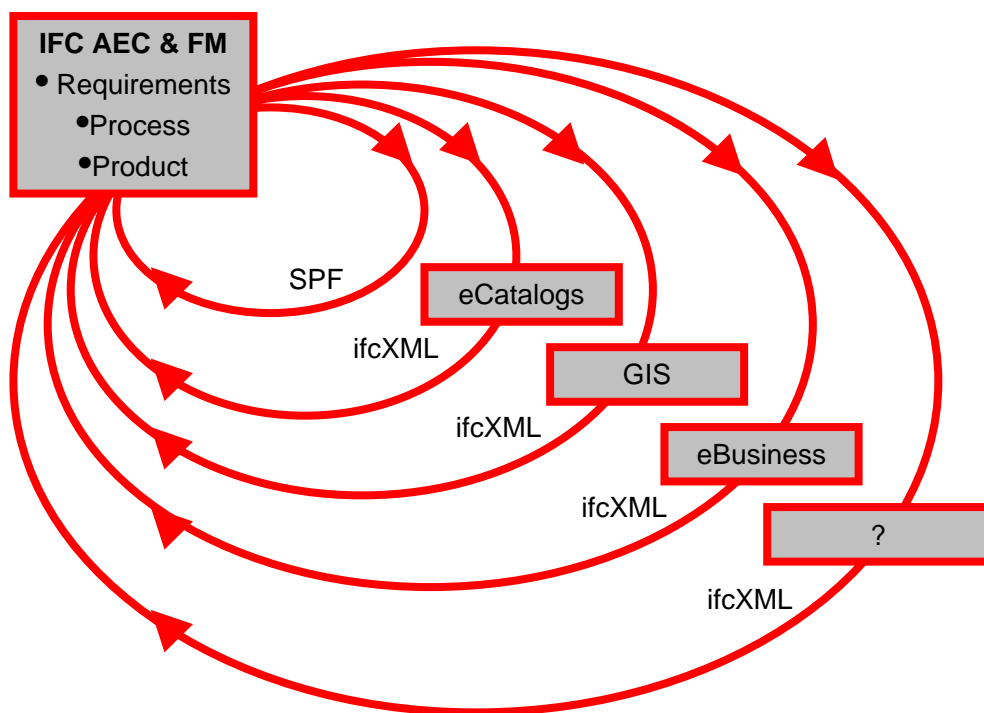 IFC AEC & FM
• Requirements
•Process
•Product
SPF
eCatalogs
ifcXML
GIS
ifcXML
eBusiness
ifcXML
?
ifcXML